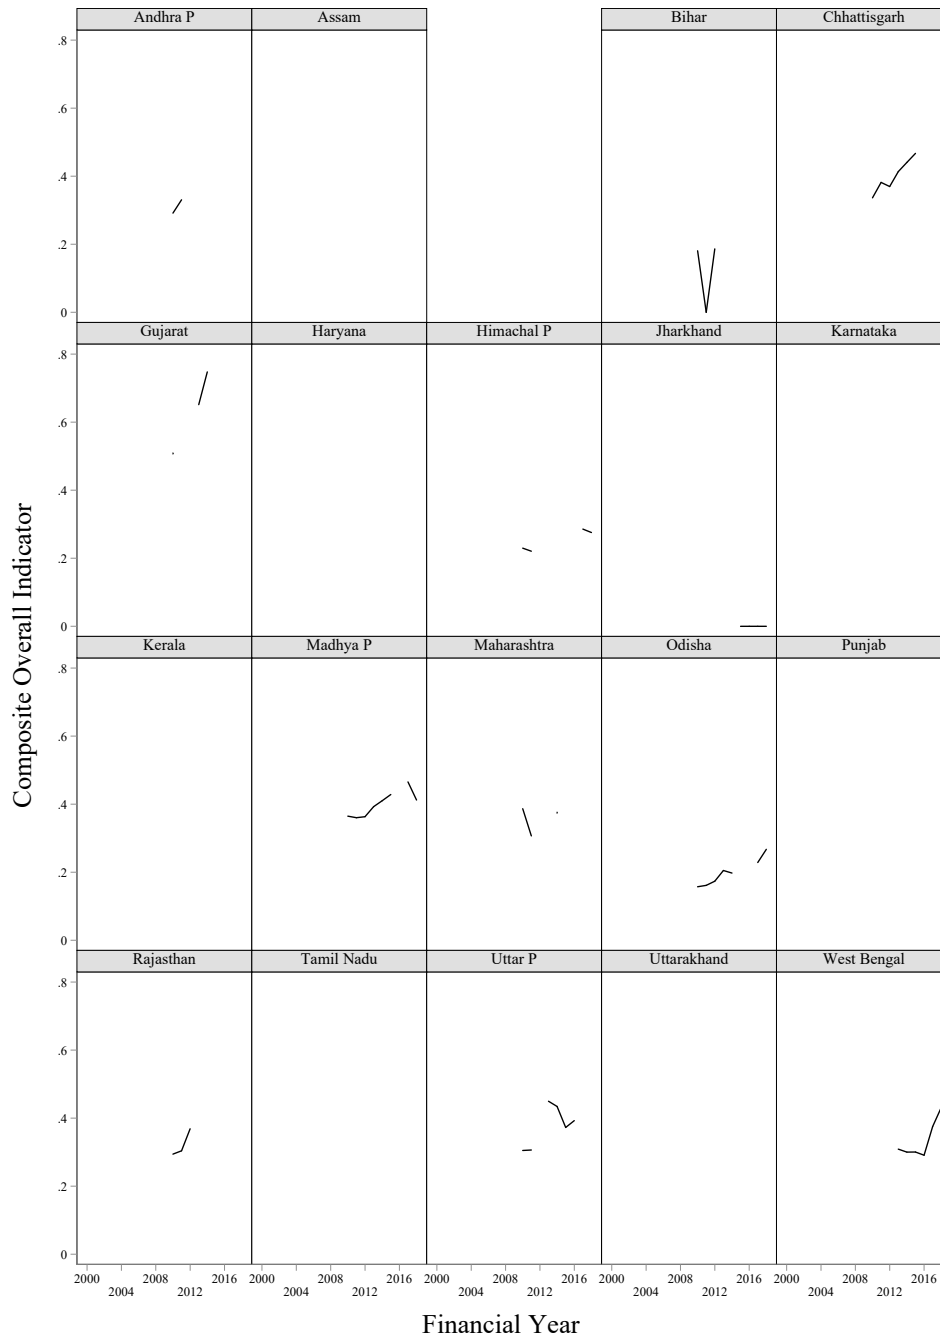 Andhra P
Assam
Bihar
Chhattisgarh
.8
.6
.4
.2
0
Gujarat
Haryana
Himachal P
Jharkhand
Karnataka
.8
.6
.4
.2
0
Kerala
Madhya P
Maharashtra
Odisha
Punjab
.8
.6
.4
.2
0
Rajasthan
Tamil Nadu
Uttar P
Uttarakhand
West Bengal
.8
.6
.4
.2
0
2000 2008 2016 2000 2008 2016 2000 2008 2016 2000 2008 2016 2000 2008 2016
2004 2012 2004 2012 2004 2012 2004 2012 2004 2012
Composite Overall Indicator
Financial Year